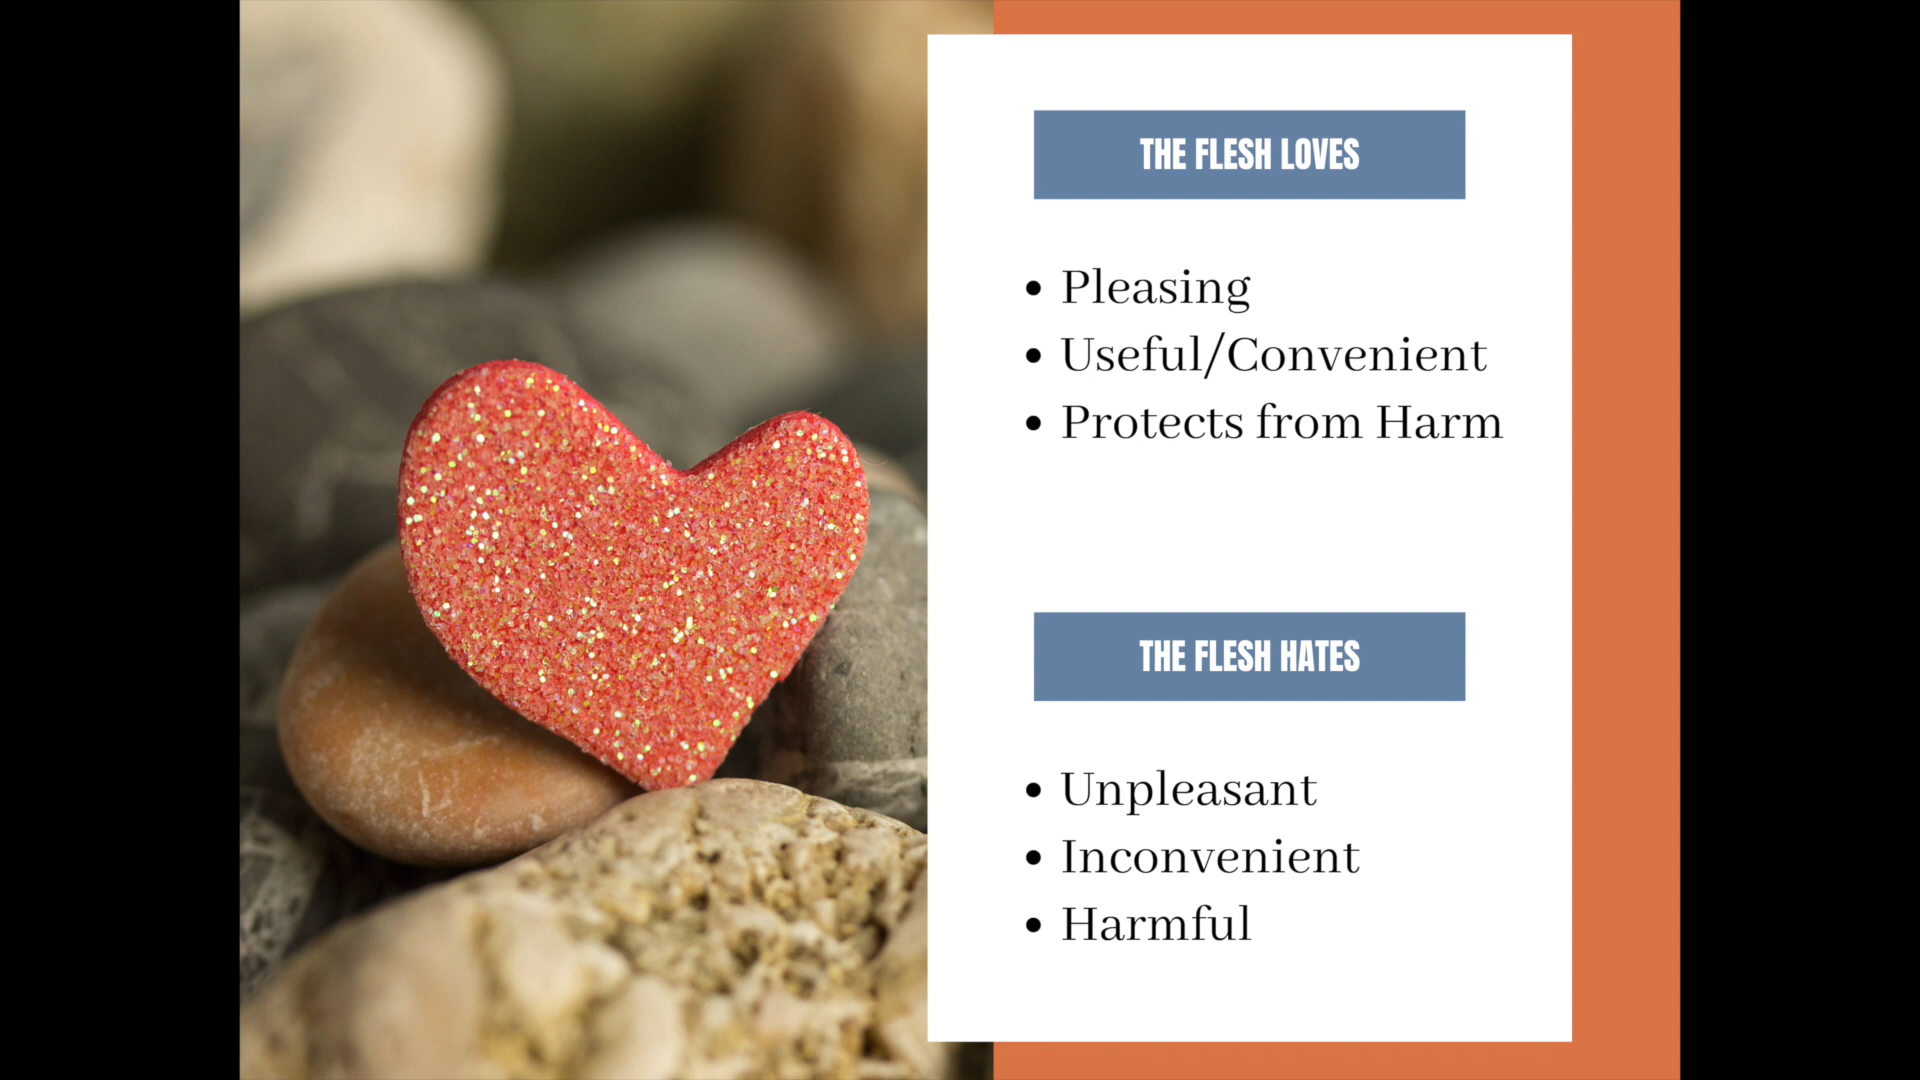 THE FLESH LOVES
• Pleasing
• Useful/Convenient
• Protects from Harm
THE FLESH HATES
• Unpleasant
• Inconvenient
• Harmful